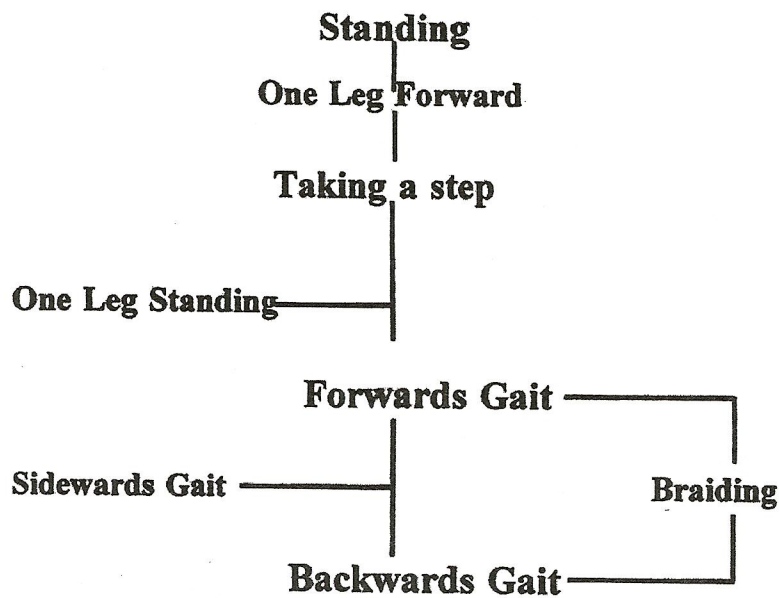 Standing
One Leg Forward
Taking a step
One Leg Standing
Forwards Gait
Sidewards Gait
Braiding
Backwards Gait